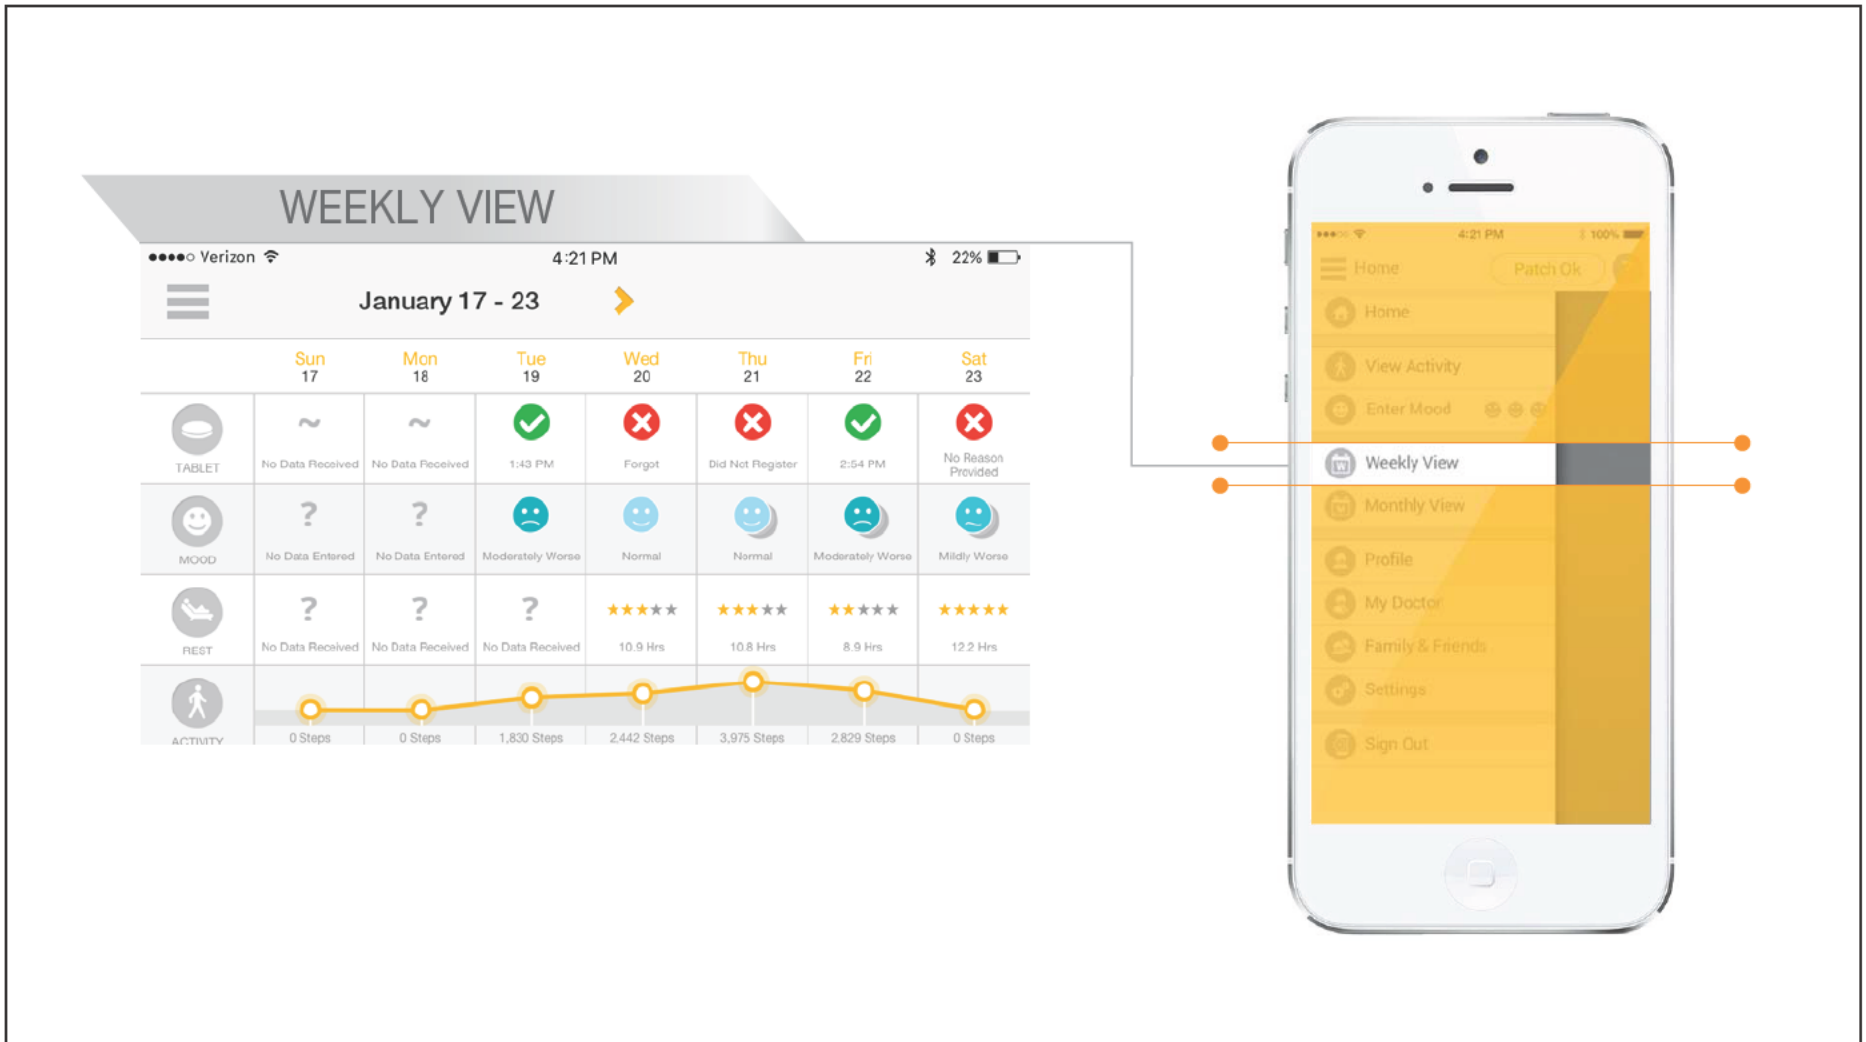 WEEKLY VIEW
Verizon 4:21 PM 22%
January 17 - 23
Sun Mon Tue Wed Thu Fri Sat
17 18 19 20 21 22 23
TABLET
~ ~
No Data Received No Data Received 1:43 PM Forgot Did Not Register 2:54 PM No Reason Provided
MOOD
? ?
No Data Entered No Data Entered Moderately Worse Normal Normal Moderately Worse Mildly Worse
REST
? ? ?
No Data Received No Data Received No Data Received 10.9 Hrs 10.8 Hrs 8.9 Hrs 12.2 Hrs
ACTIVITY
0 Steps 0 Steps 1,830 Steps 2,442 Steps 3,975 Steps 2,829 Steps 0 Steps
4:21 PM 100%
Home Patch Ok
Home
View Activity
Enter Mood
W Weekly View
Monthly View
Profile
My Doctor
Family & Friends
Settings
Sign Out